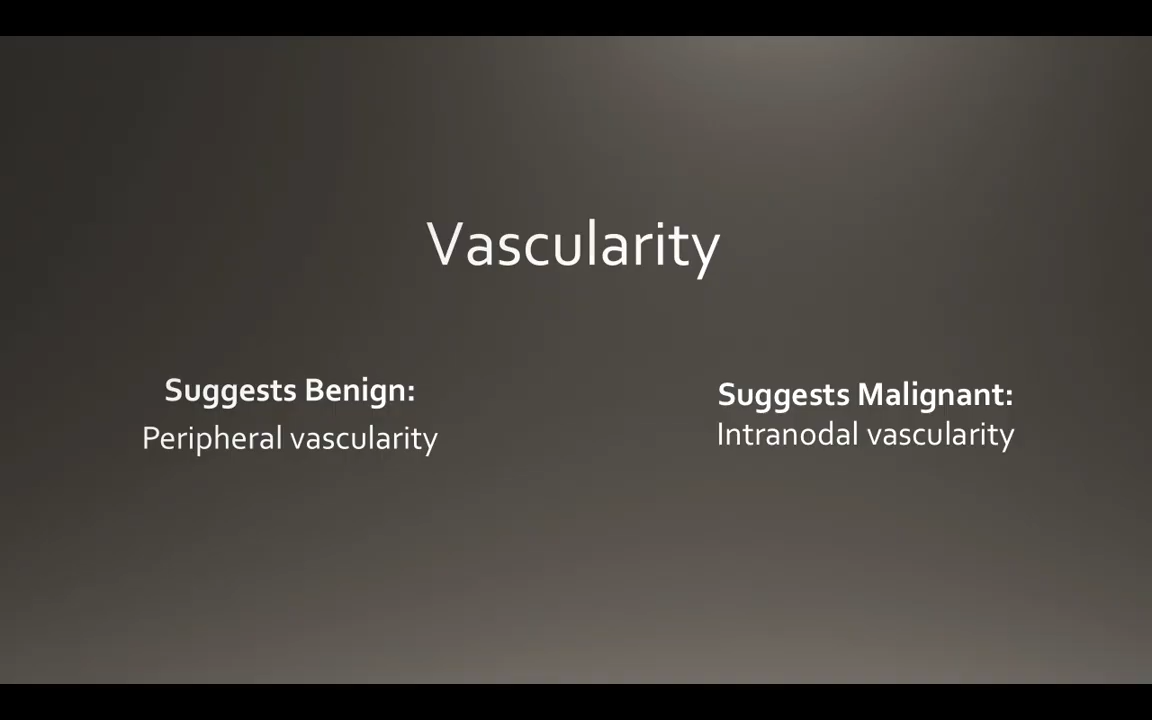 Vascularity
Suggests Benign:
Peripheral vascularity
Suggests Malignant:
Intranodal vascularity